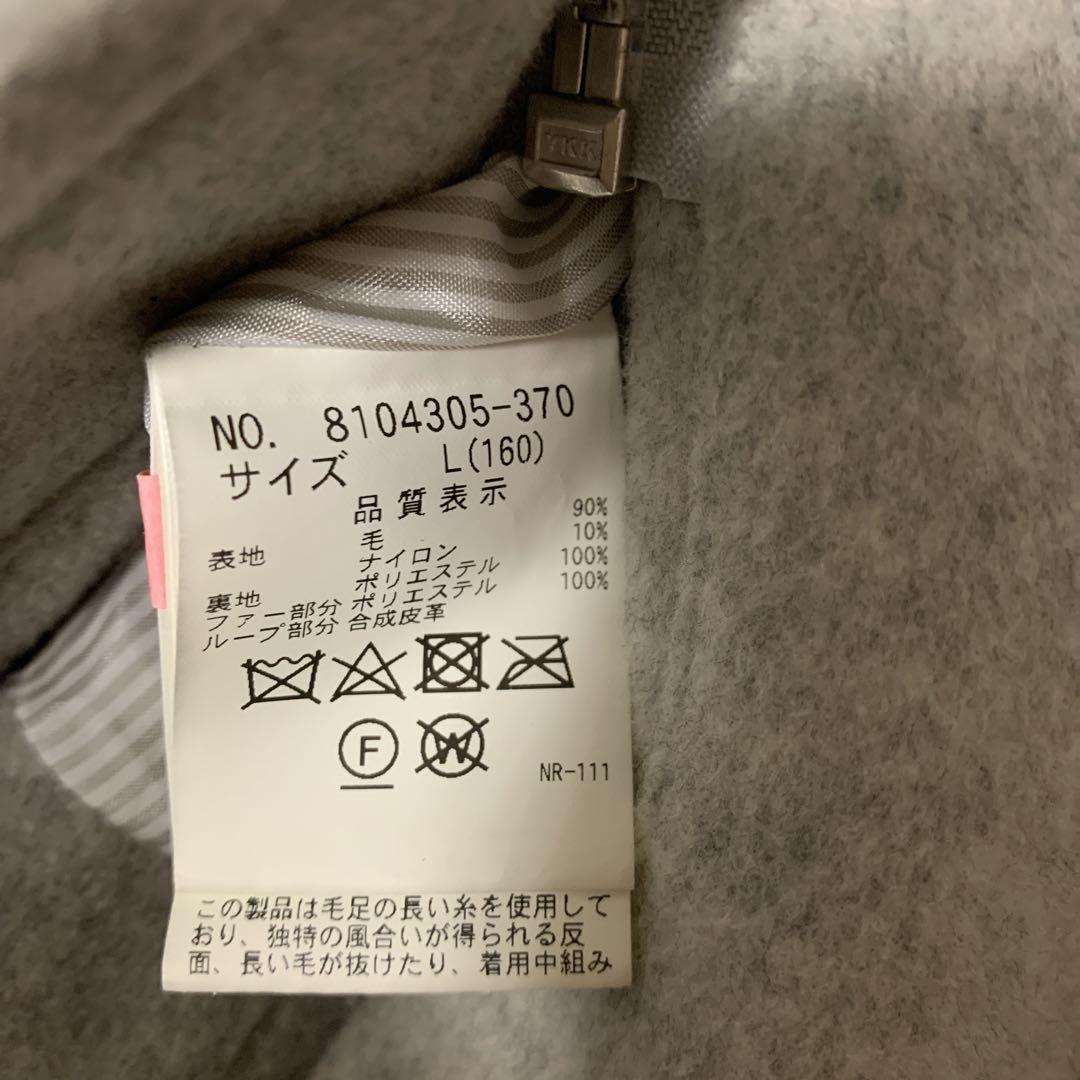 YKK
NO. 8104305-370
サイズ L(160)
品質表示
表地 毛 90%
ナイロン 10%
裏地 ポリエステル 100%
ファー部分 ポリエステル 100%
ループ部分 合成皮革
F W
NR-111
この製品は毛足の長い糸を使用して
おり、独特の風合いが得られる反
面、長い毛が抜けたり、着用中組み